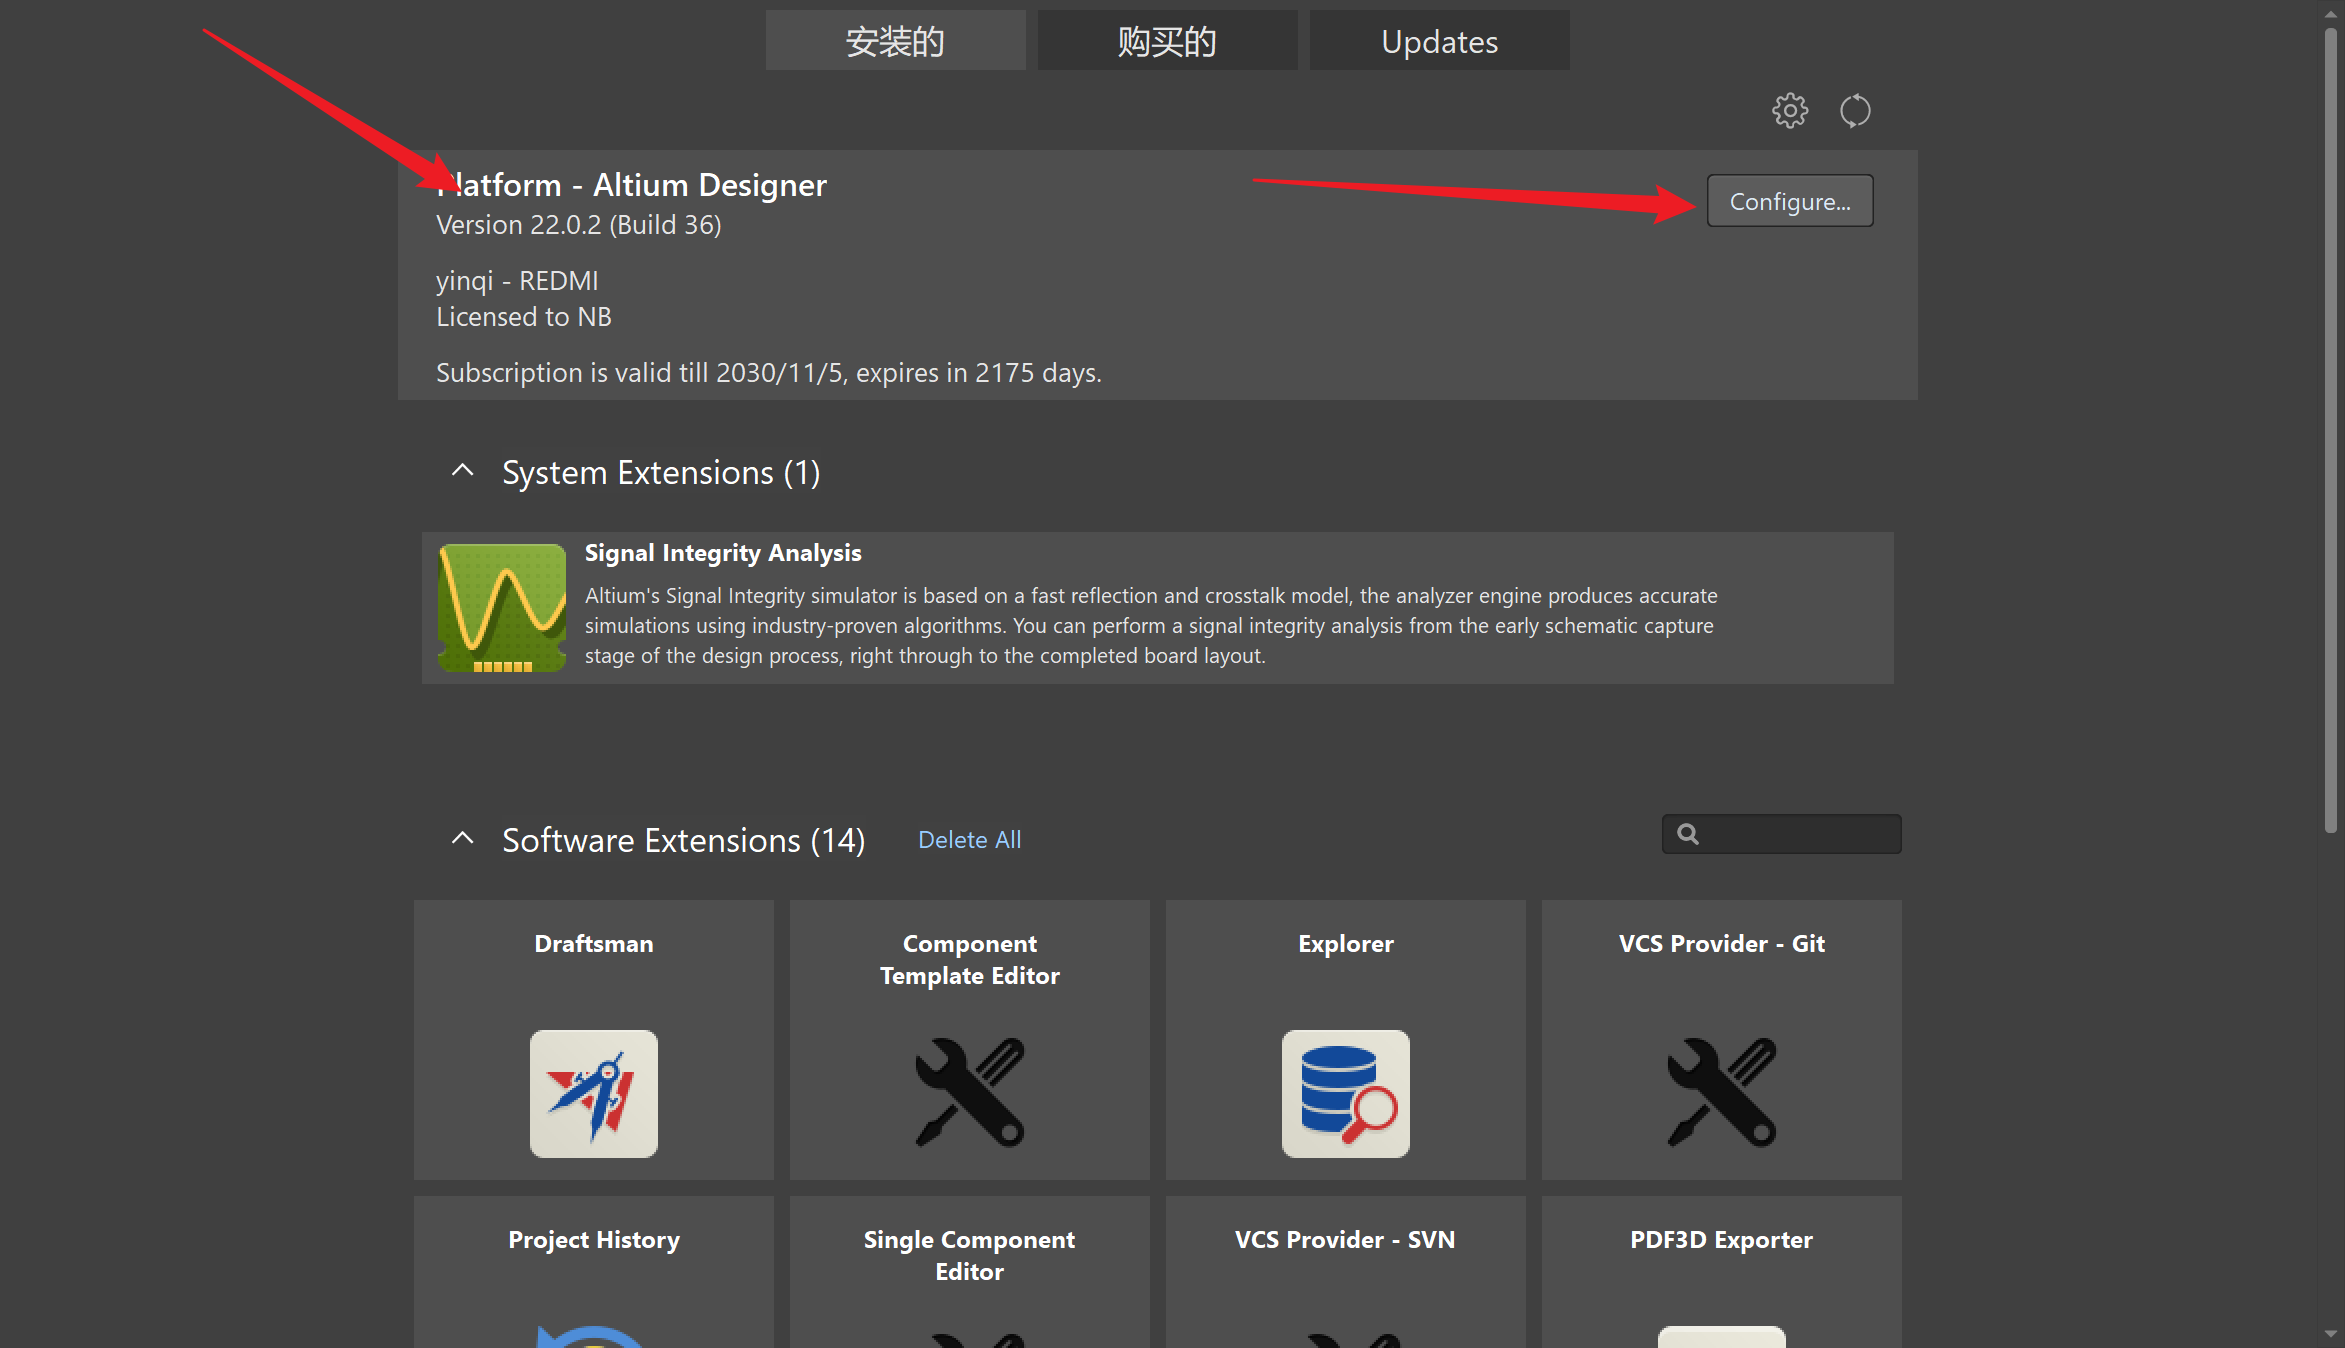 安装的
购买的
Updates
Platform - Altium Designer
Configure...
Version 22.0.2 (Build 36)
yinqi - REDMI
Licensed to NB
Subscription is valid till 2030/11/5, expires in 2175 days.
System Extensions (1)
Signal Integrity Analysis
Altium's Signal Integrity simulator is based on a fast reflection and crosstalk model, the analyzer engine produces accurate
simulations using industry-proven algorithms. You can perform a signal integrity analysis from the early schematic capture
stage of the design process, right through to the completed board layout.
Software Extensions (14)
Delete All
Draftsman
Component
Template Editor
Explorer
VCS Provider - Git
Project History
Single Component
Editor
VCS Provider - SVN
PDF3D Exporter